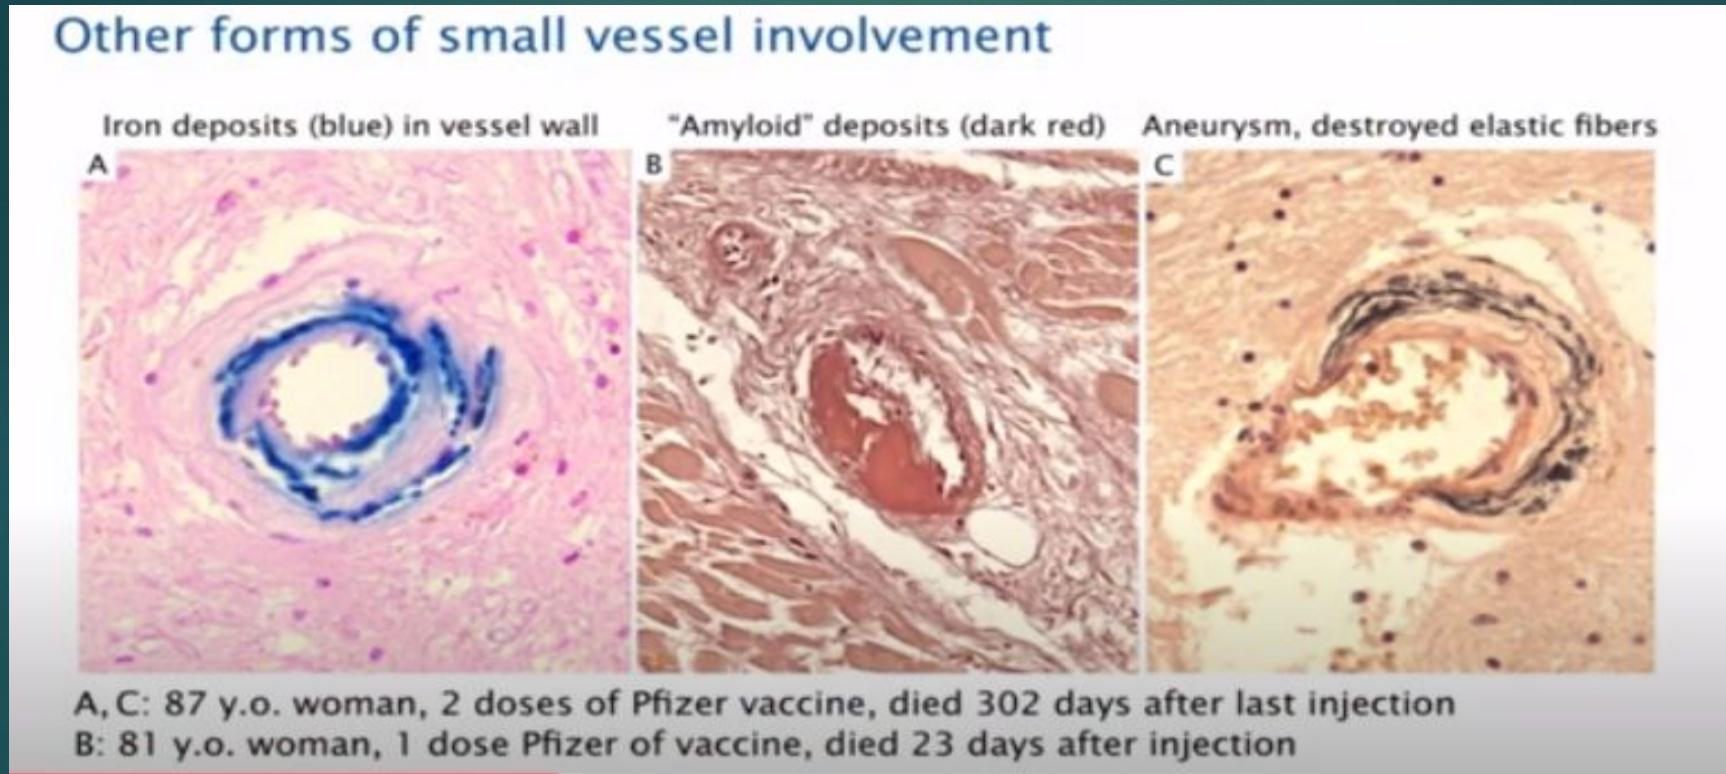 Other forms of small vessel involvement
Iron deposits (blue) in vessel wall
"Amyloid" deposits (dark red)
Aneurysm, destroyed elastic fibers
A
B
C
A, C: 87 y.o. woman, 2 doses of Pfizer vaccine, died 302 days after last injection
B: 81 y.o. woman, 1 dose Pfizer of vaccine, died 23 days after injection